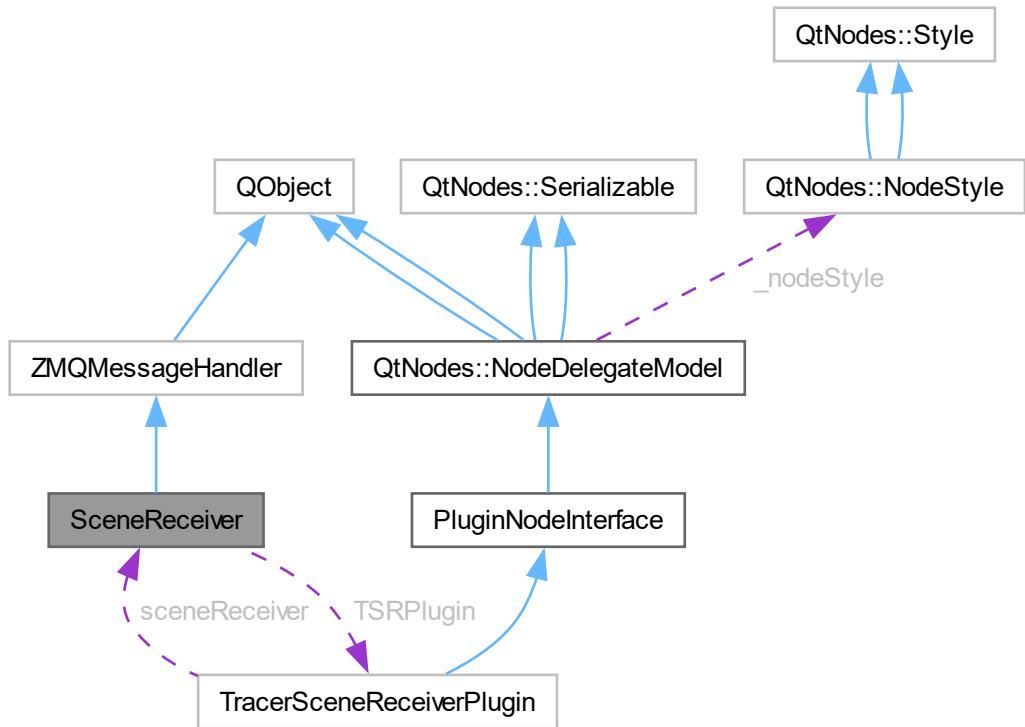 QtNodes::Style
QObject
QtNodes::Serializable
QtNodes::NodeStyle
_nodeStyle
ZMQMessageHandler
QtNodes::NodeDelegateModel
SceneReceiver
PluginNodeInterface
sceneReceiver
TSRPlugin
TracerSceneReceiverPlugin